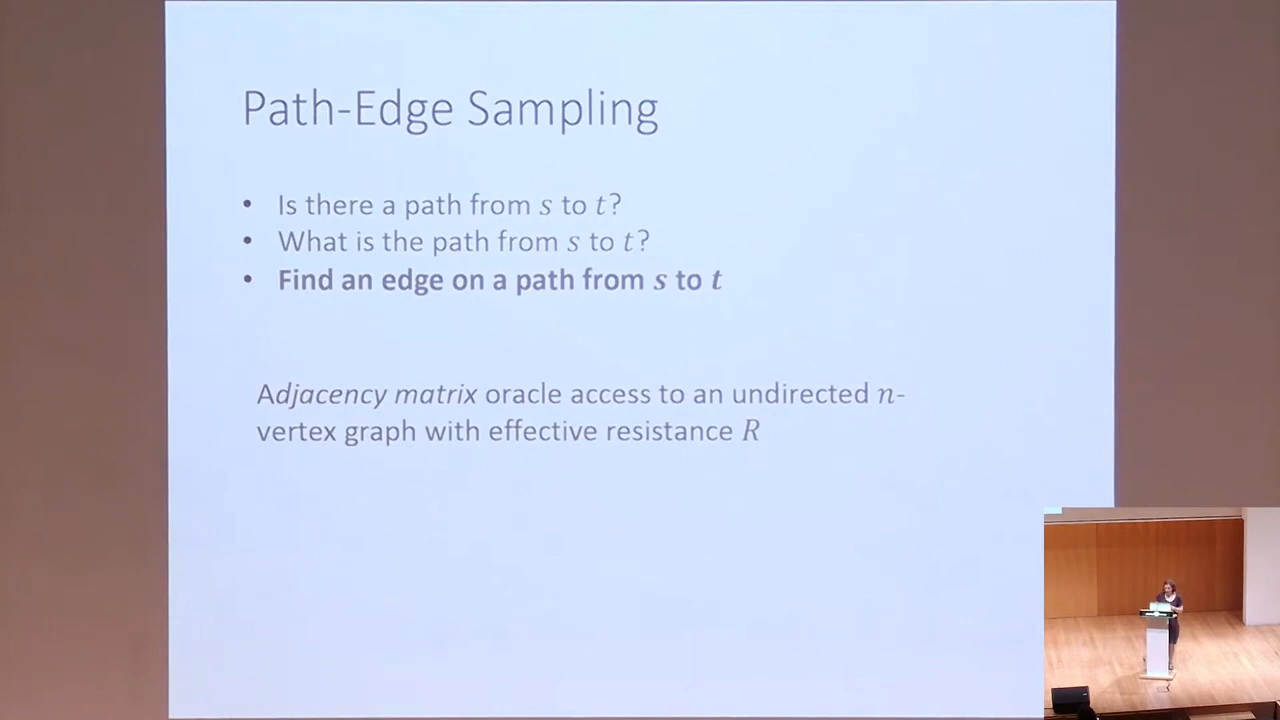 Path-Edge Sampling
• Is there a path from s to t?
• What is the path from s to t?
• Find an edge on a path from s to t
Adjacency matrix oracle access to an undirected n-
vertex graph with effective resistance R